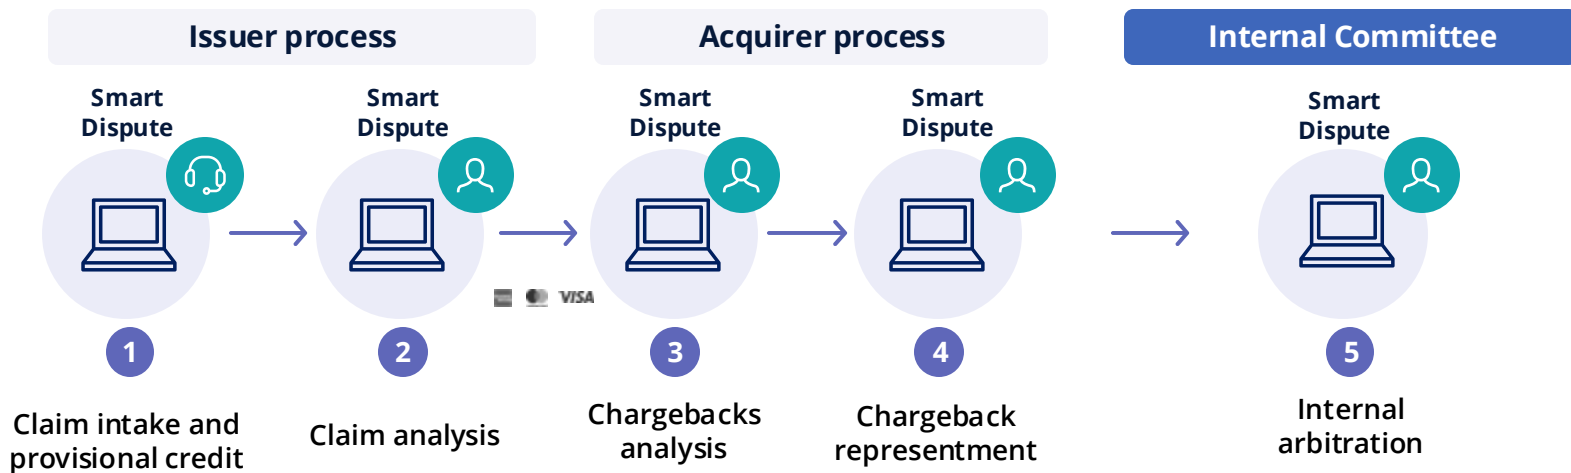 Issuer process
Acquirer process
Internal Committee
Smart
Dispute
Smart
Dispute
Smart
Dispute
Smart
Dispute
Smart
Dispute
VISA
1
2
3
4
5
Claim intake and
provisional credit
Claim analysis
Chargebacks
analysis
Chargeback
representment
Internal
arbitration